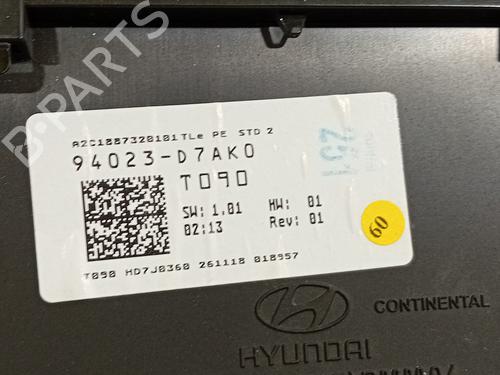 B-PARTS
A2C1887320101TLe PE STD 2
94023-D7AK0
T090
SW: 1.01 HW: 01
02:13 Rev: 01
60
T090 HD7J0360 261118 018957
CONTINENTAL
HYUNDAI